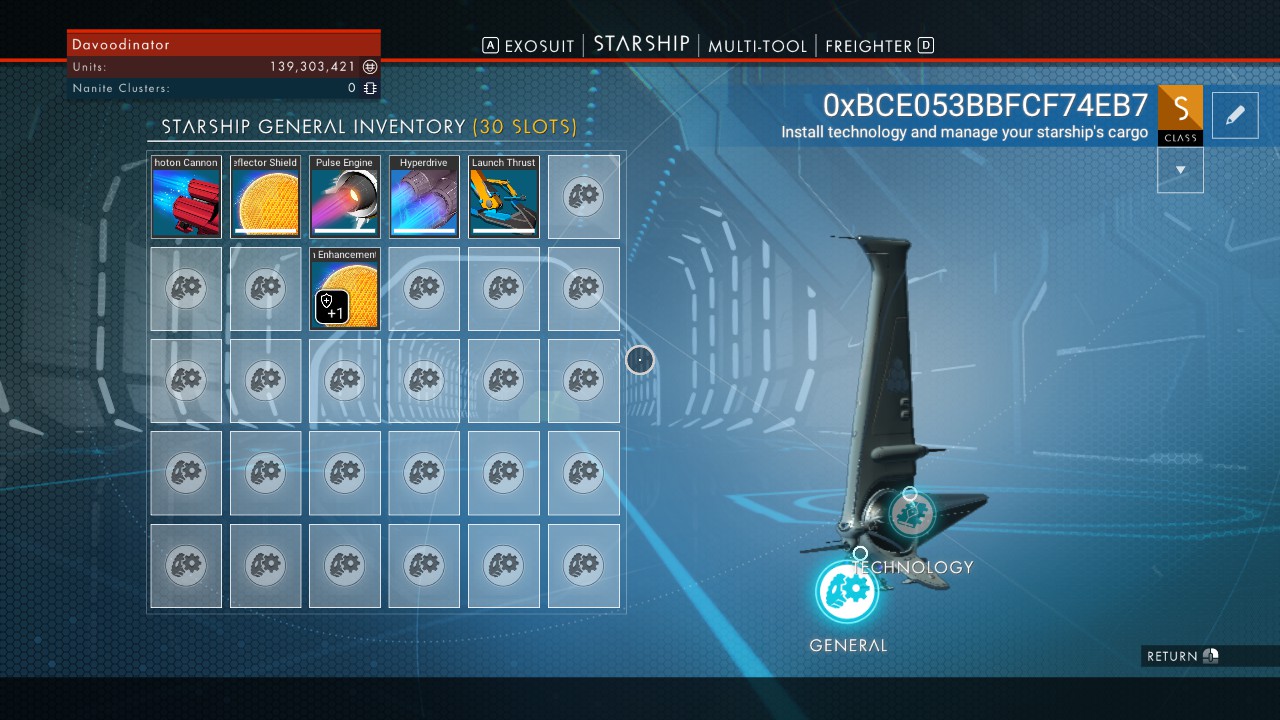 Davoodinator
Units: 139,303,421
Nanite Clusters: 0
A EXOSUIT STARSHIP MULTI-TOOL FREIGHTER D
0xBCE053BBFCF74EB7
Install technology and manage your starship's cargo
S
CLASS
STARSHIP GENERAL INVENTORY (30 SLOTS)
hoton Cannon eflector Shield Pulse Engine Hyperdrive Launch Thrust
Enhancement
+1
TECHNOLOGY
GENERAL
RETURN